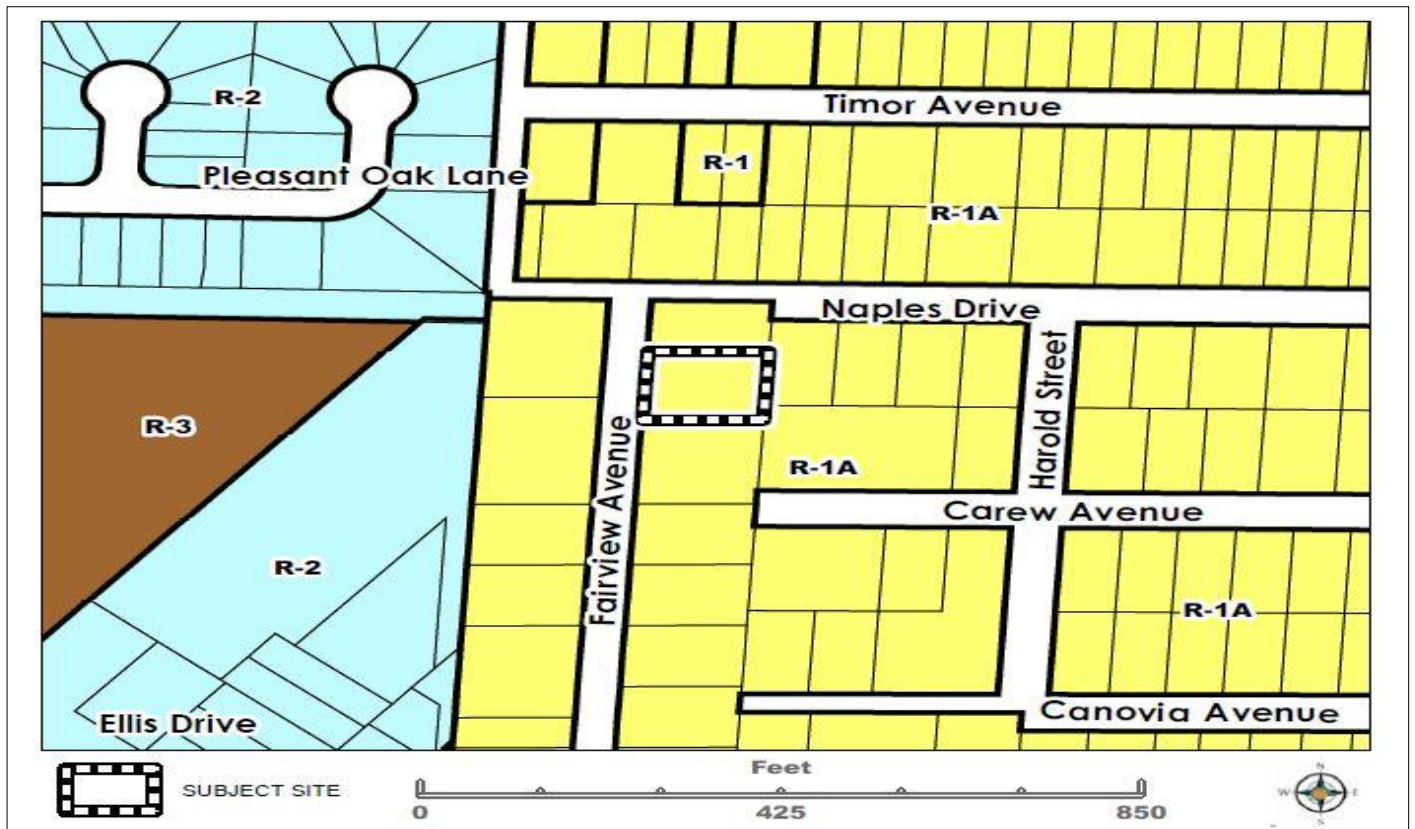 R-2
Timor Avenue
R-1
Pleasant Oak Lane
R-1A
Naples Drive
Harold Street
R-3
Fairview Avenue
R-1A
Carew Avenue
R-2
R-1A
Ellis Drive
Canovia Avenue
SUBJECT SITE
Feet
0 425 850
N
W E
S